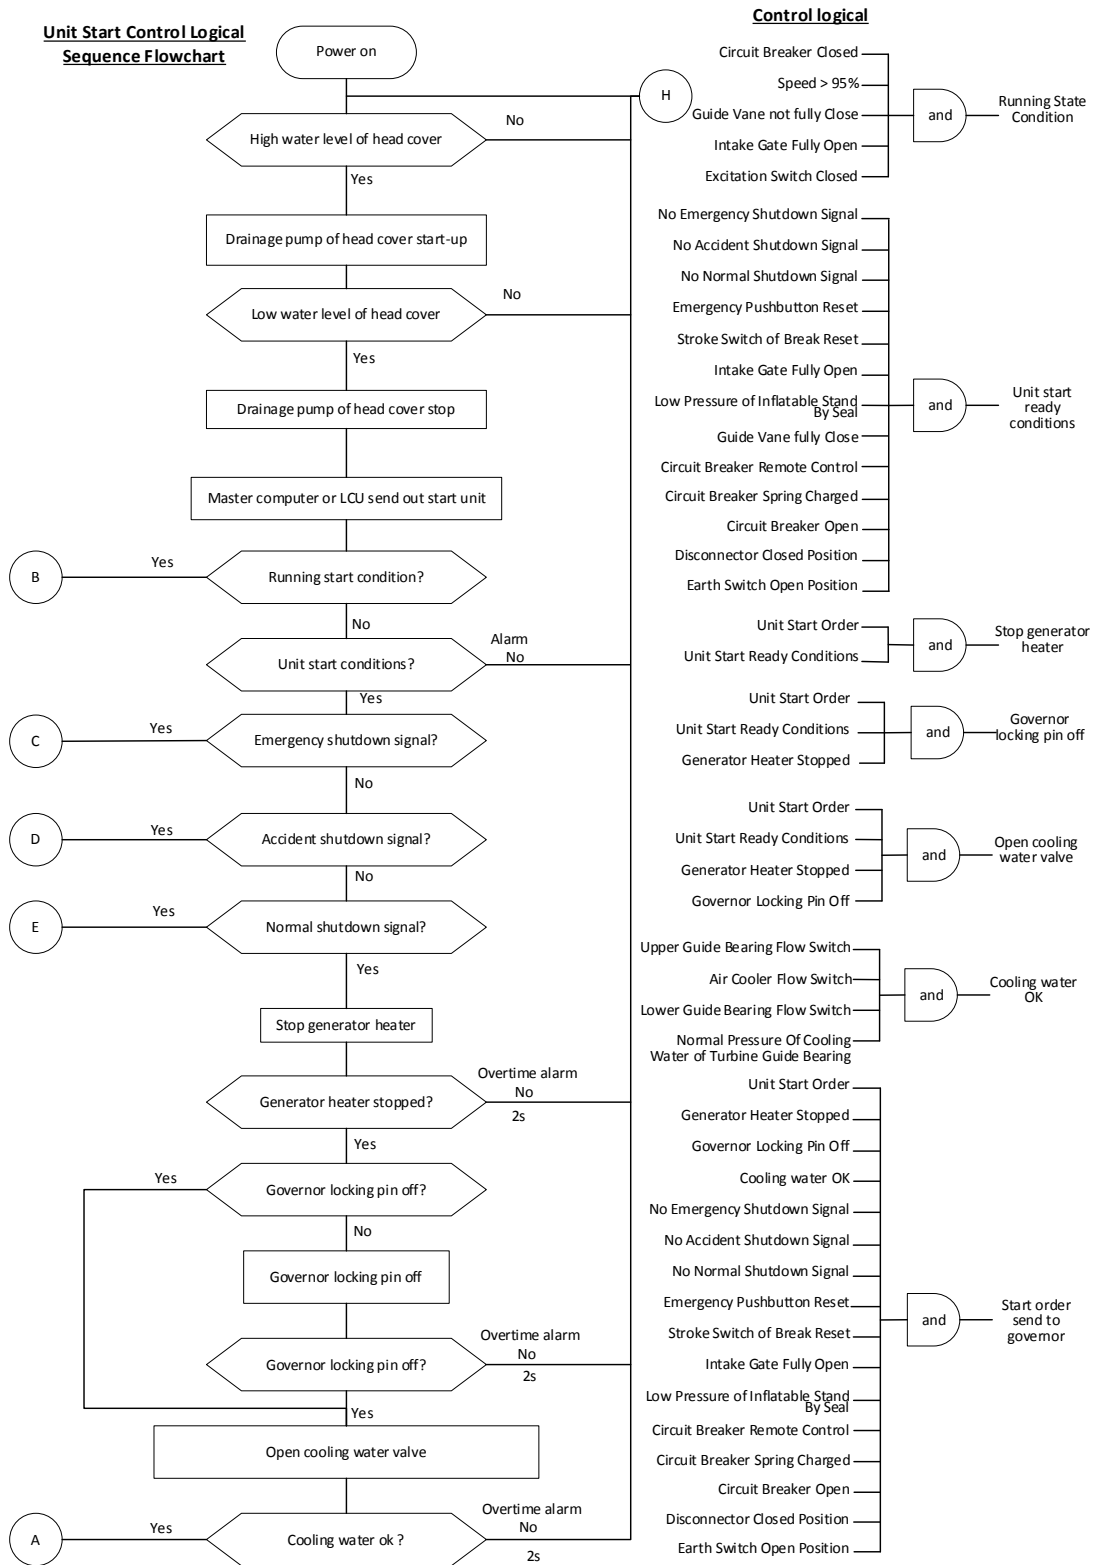 Unit Start Control Logical
Sequence Flowchart
Power on
H
High water level of head cover
No
Yes
Drainage pump of head cover start-up
Low water level of head cover
No
Yes
Drainage pump of head cover stop
Master computer or LCU send out start unit
B
Yes
Running start condition?
No
Unit start conditions?
Alarm
No
Yes
C
Yes
Emergency shutdown signal?
No
D
Yes
Accident shutdown signal?
No
E
Yes
Normal shutdown signal?
Yes
Stop generator heater
Generator heater stopped?
Overtime alarm
No
2s
Yes
Yes
Governor locking pin off?
No
Governor locking pin off
Governor locking pin off?
Overtime alarm
No
2s
Yes
Open cooling water valve
A
Yes
Cooling water ok ?
Overtime alarm
No
2s
Control logical
Circuit Breaker Closed
Speed > 95%
Guide Vane not fully Close
Intake Gate Fully Open
Excitation Switch Closed
and
Running State
Condition
No Emergency Shutdown Signal
No Accident Shutdown Signal
No Normal Shutdown Signal
Emergency Pushbutton Reset
Stroke Switch of Break Reset
Intake Gate Fully Open
Low Pressure of Inflatable Stand
By Seal
Guide Vane fully Close
Circuit Breaker Remote Control
Circuit Breaker Spring Charged
Circuit Breaker Open
Disconnector Closed Position
Earth Switch Open Position
and
Unit start
ready
conditions
Unit Start Order
Unit Start Ready Conditions
and
Stop generator
heater
Unit Start Order
Unit Start Ready Conditions
Generator Heater Stopped
and
Governor
locking pin off
Unit Start Order
Unit Start Ready Conditions
Generator Heater Stopped
Governor Locking Pin Off
and
Open cooling
water valve
Upper Guide Bearing Flow Switch
Air Cooler Flow Switch
Lower Guide Bearing Flow Switch
Normal Pressure Of Cooling
Water of Turbine Guide Bearing
and
Cooling water
OK
Unit Start Order
Generator Heater Stopped
Governor Locking Pin Off
Cooling water OK
No Emergency Shutdown Signal
No Accident Shutdown Signal
No Normal Shutdown Signal
Emergency Pushbutton Reset
Stroke Switch of Break Reset
Intake Gate Fully Open
Low Pressure of Inflatable Stand
By Seal
Circuit Breaker Remote Control
Circuit Breaker Spring Charged
Circuit Breaker Open
Disconnector Closed Position
Earth Switch Open Position
and
Start order
send to
governor